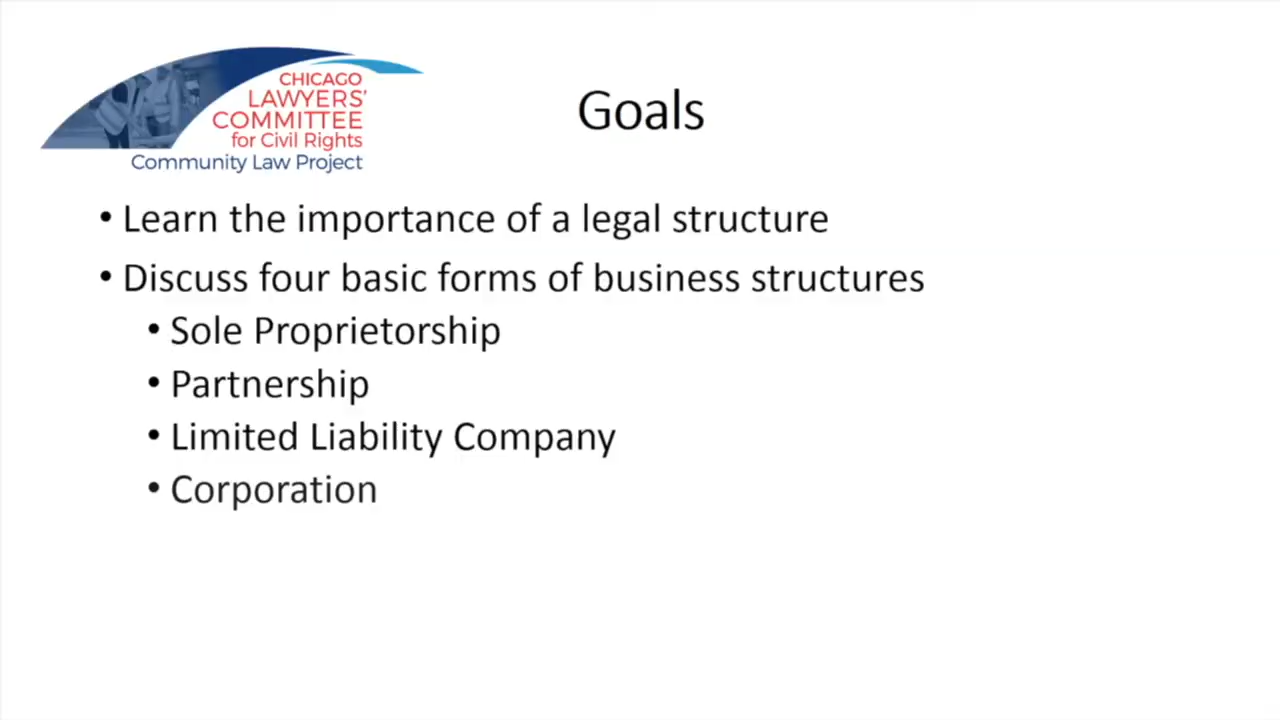 CHICAGO
LAWYERS'
COMMITTEE
for Civil Rights
Community Law Project
Goals
• Learn the importance of a legal structure
• Discuss four basic forms of business structures
• Sole Proprietorship
• Partnership
• Limited Liability Company
• Corporation